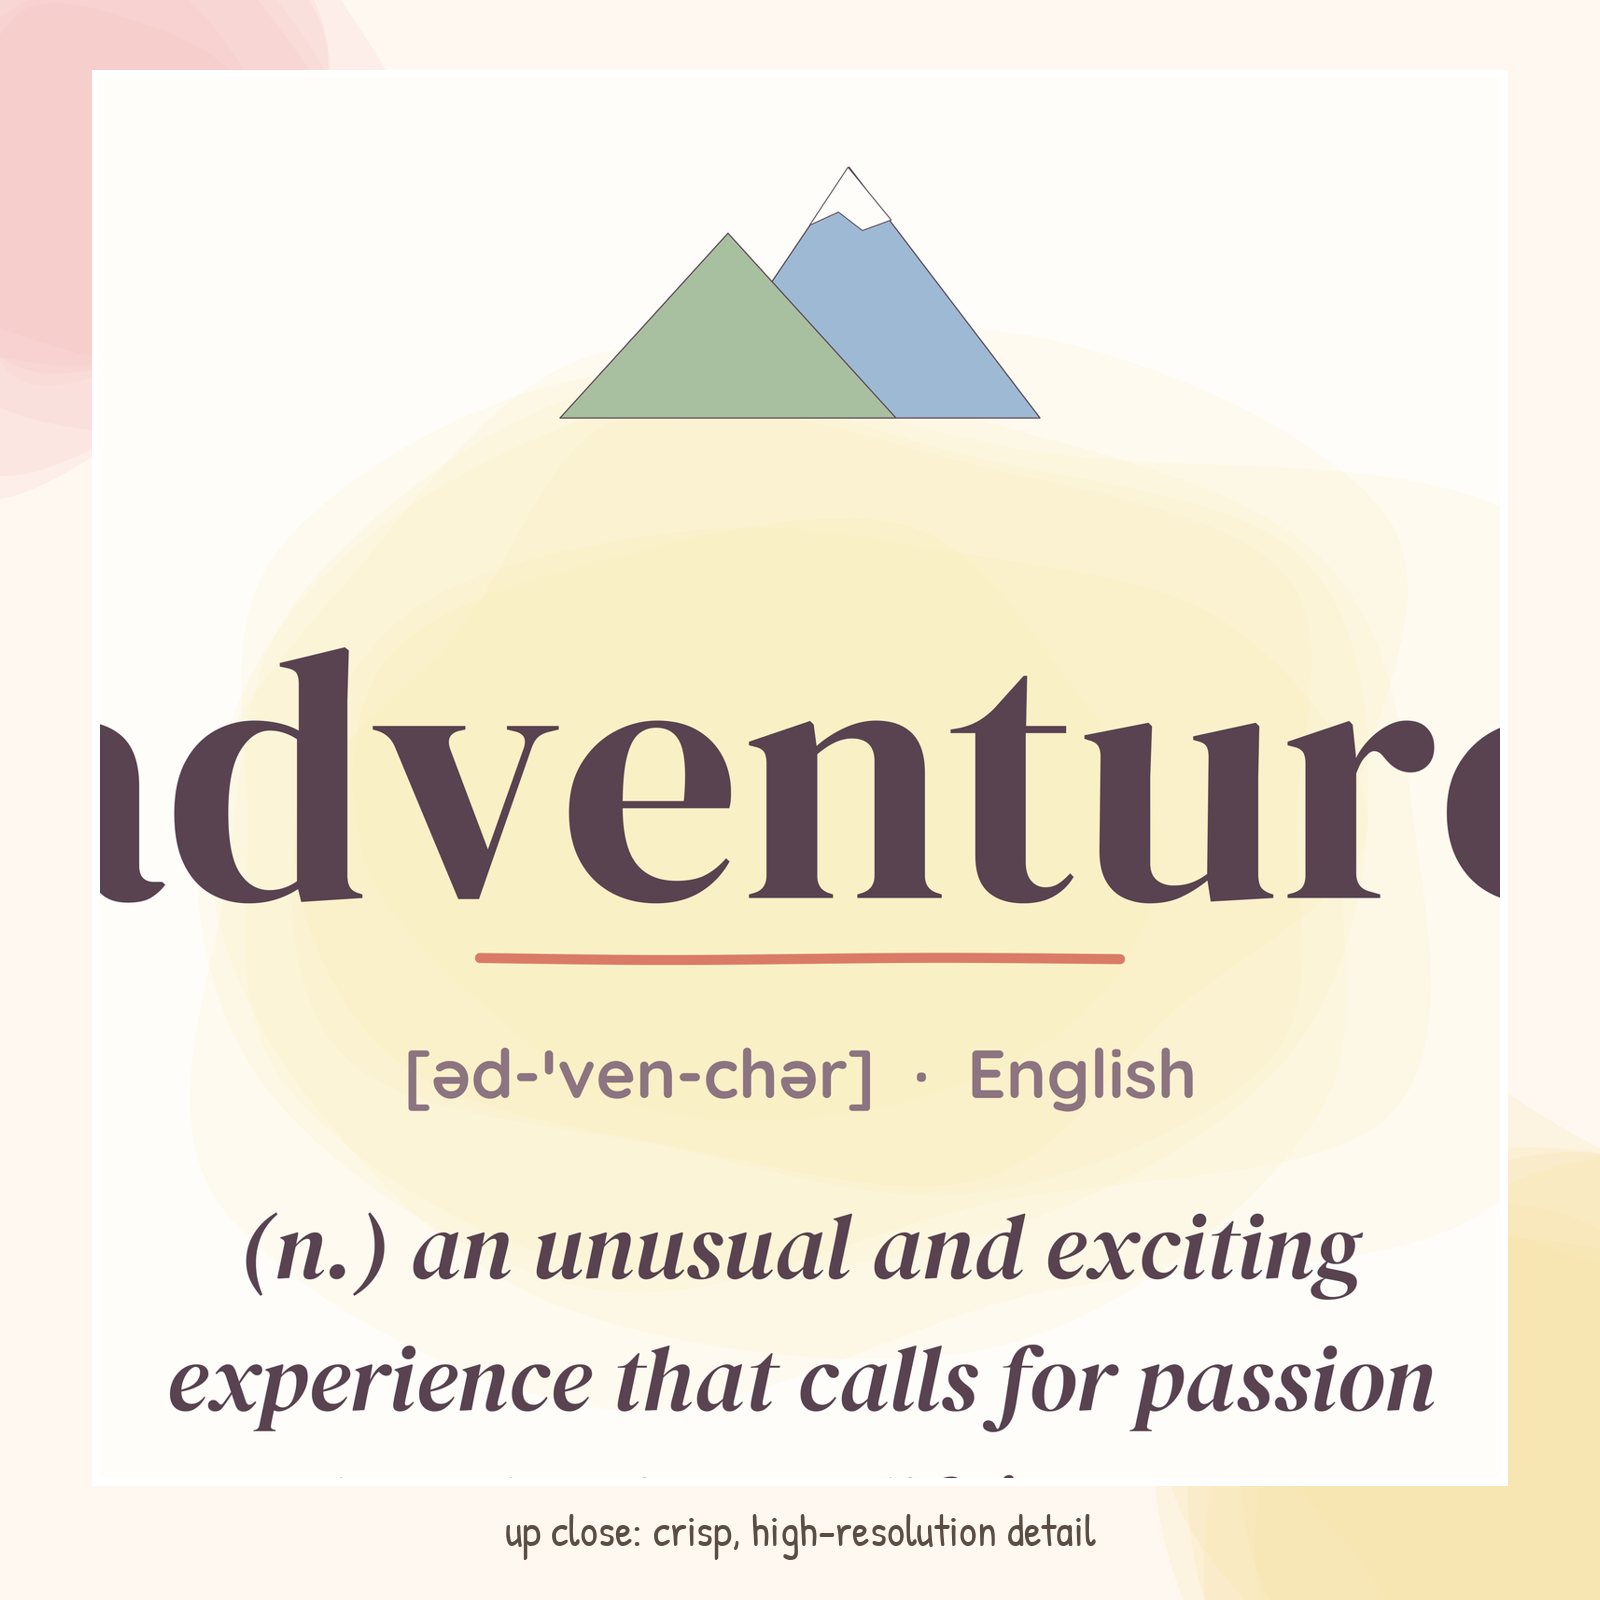 adventure
[əd-ˈven-chər] · English
(n.) an unusual and exciting
experience that calls for passion
up close: crisp, high-resolution detail